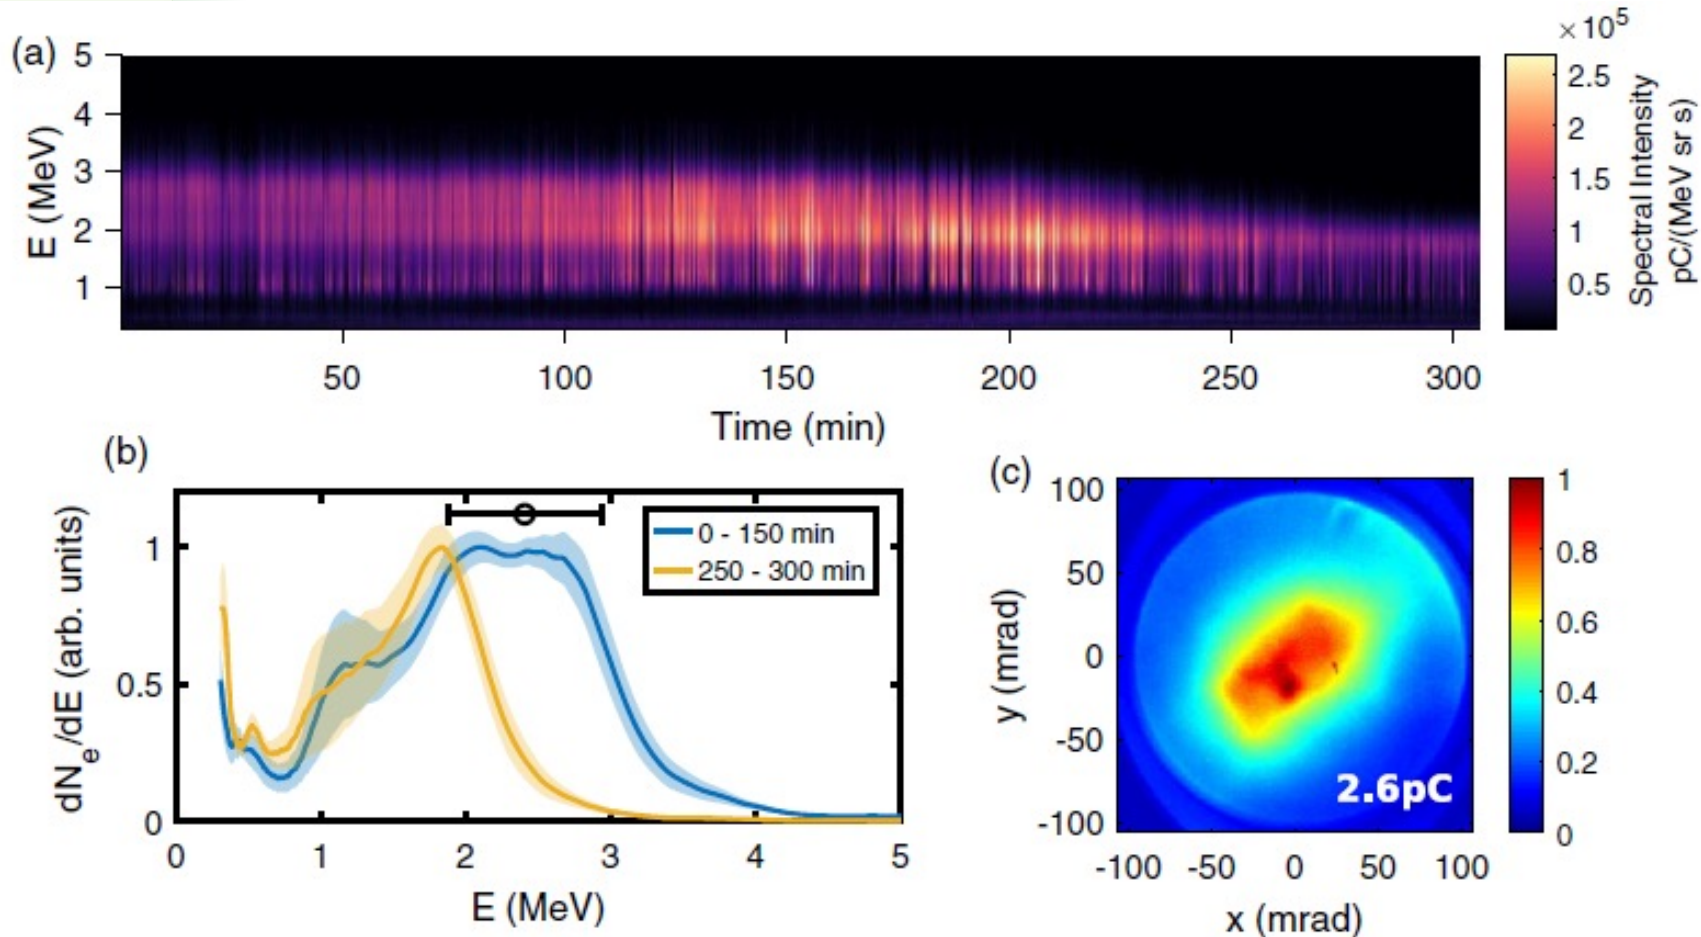 (a)
5
4
3
2
1
E (MeV)
50 100 150 200 250 300
Time (min)
×10⁵
2.5
2
1.5
1
0.5
Spectral Intensity
pC/(MeV sr s)
(b)
1
0.5
0
dNₑ/dE (arb. units)
0 - 150 min
250 - 300 min
0 1 2 3 4 5
E (MeV)
(c)
100
50
0
-50
-100
y (mrad)
2.6pC
-100 -50 0 50 100
x (mrad)
1
0.8
0.6
0.4
0.2
0